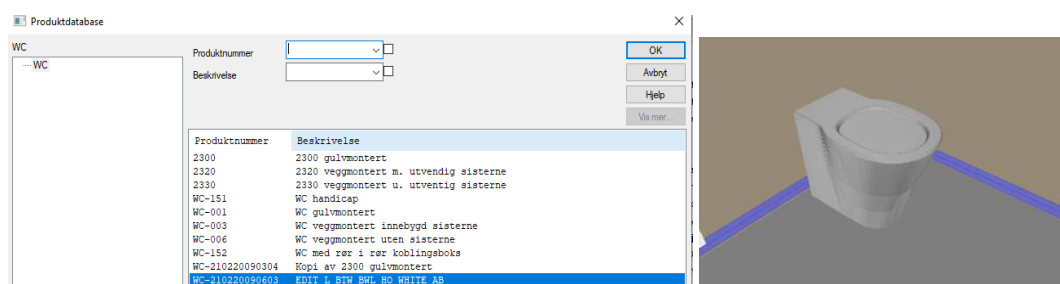 Produktdatabase
WC
WC
Produktnummer
Beskrivelse
OK
Avbryt
Hjelp
Vis mer...
Produktnummer Beskrivelse
2300 2300 gulvmontert
2320 2320 veggmontert m. utvendig sisterne
2330 2330 veggmontert u. utventig sisterne
WC-151 WC handicap
WC-001 WC gulvmontert
WC-003 WC veggmontert innebygd sisterne
WC-006 WC veggmontert uten sisterne
WC-152 WC med rør i rør koblingsboks
WC-210220090304 Kopi av 2300 gulvmontert
WC-210220090603 EDIT L BTW BWL HO WHITE AB